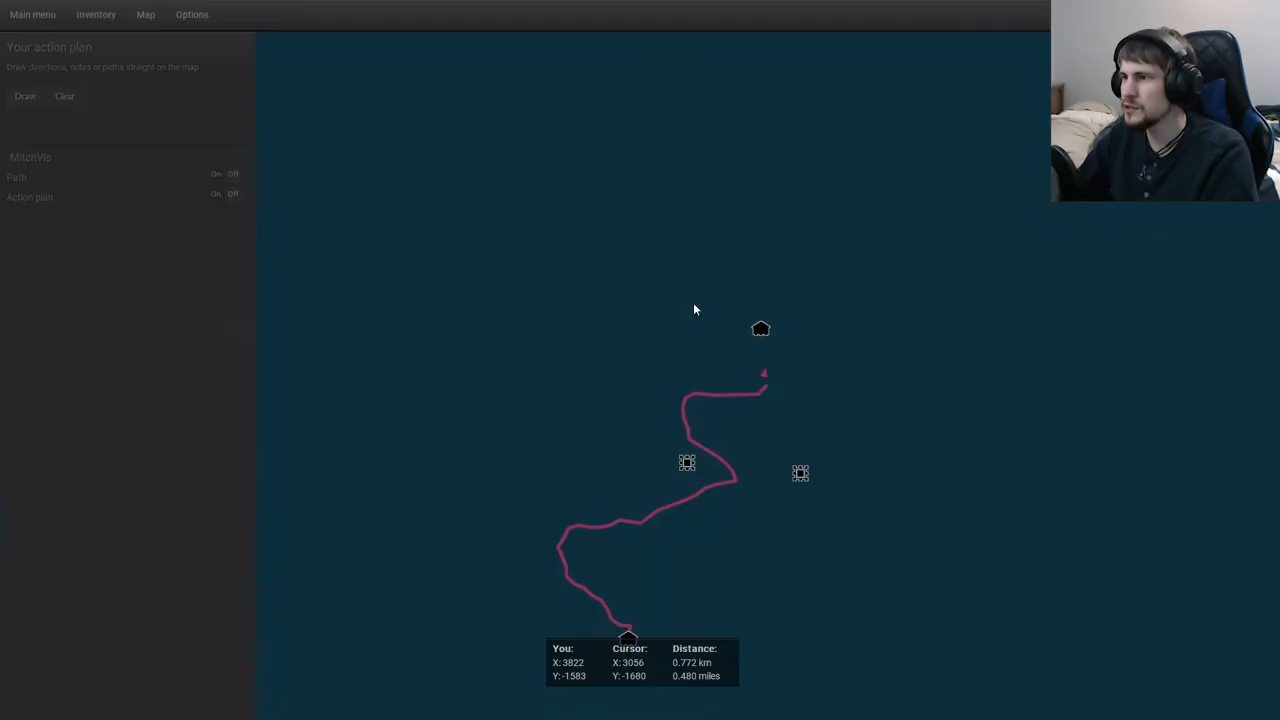 Main menu Inventory Map Options
Your action plan
Draw directions, notes or paths straight on the map
Draw Clear
MitchVis
Path On Off
Action plan On Off
You: Cursor: Distance:
X: 3822 X: 3056 0.772 km
Y: -1583 Y: -1680 0.480 miles